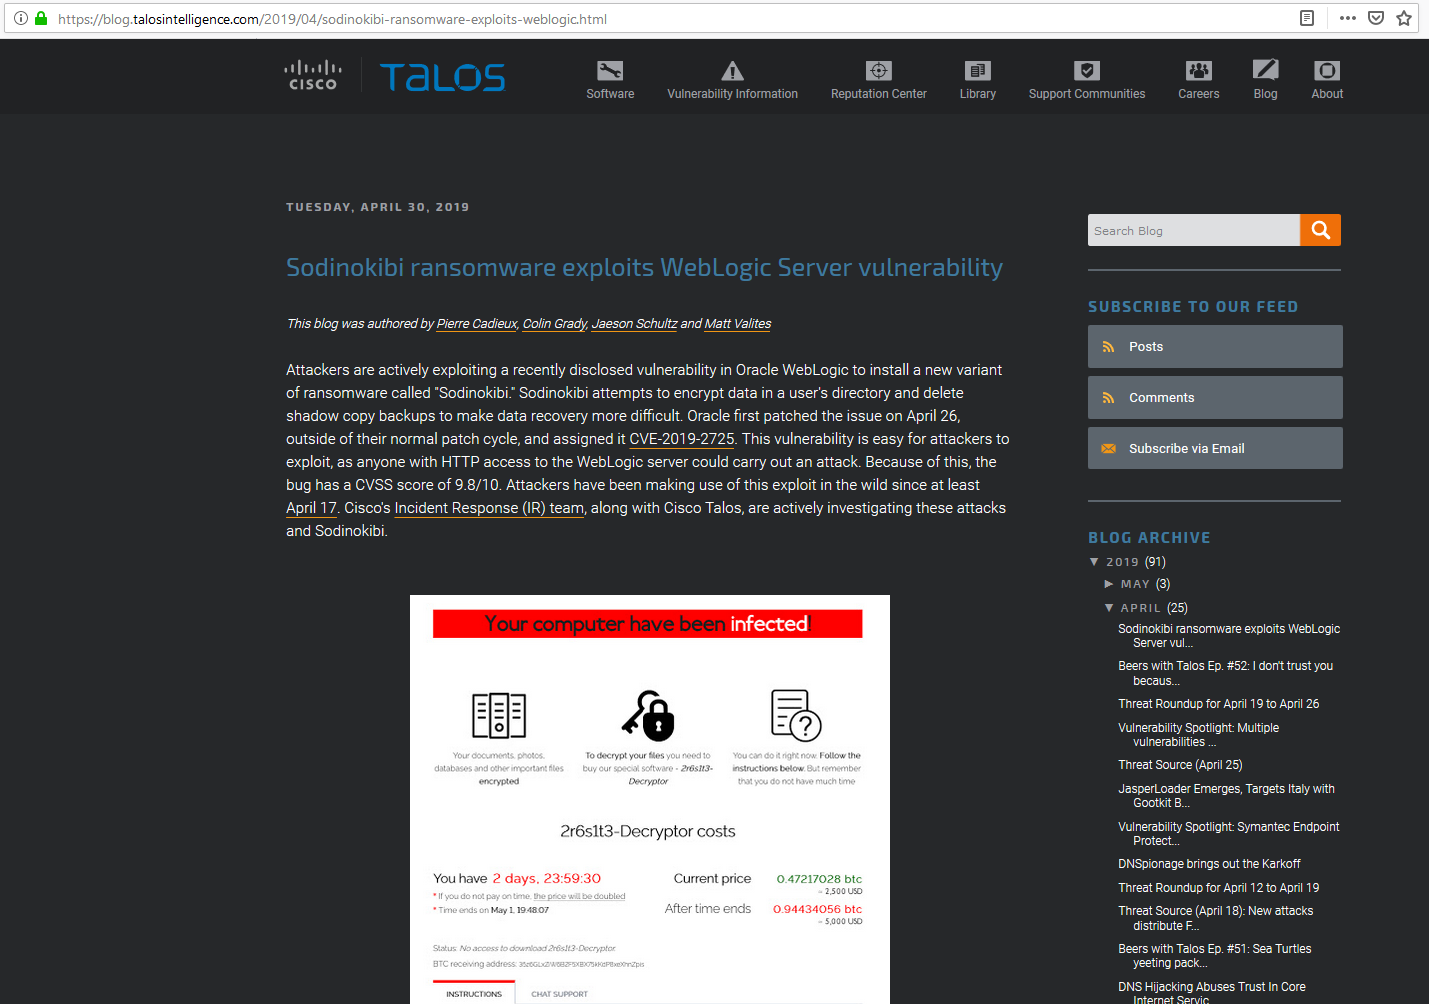 https://blog.talosintelligence.com/2019/04/sodinokibi-ransomware-exploits-weblogic.html
CISCO TALOS
Software Vulnerability Information Reputation Center Library Support Communities Careers Blog About
TUESDAY, APRIL 30, 2019
Sodinokibi ransomware exploits WebLogic Server vulnerability
This blog was authored by Pierre Cadieux, Colin Grady, Jaeson Schultz and Matt Valites
Attackers are actively exploiting a recently disclosed vulnerability in Oracle WebLogic to install a new variant
of ransomware called "Sodinokibi." Sodinokibi attempts to encrypt data in a user's directory and delete
shadow copy backups to make data recovery more difficult. Oracle first patched the issue on April 26,
outside of their normal patch cycle, and assigned it CVE-2019-2725. This vulnerability is easy for attackers to
exploit, as anyone with HTTP access to the WebLogic server could carry out an attack. Because of this, the
bug has a CVSS score of 9.8/10. Attackers have been making use of this exploit in the wild since at least
April 17. Cisco's Incident Response (IR) team, along with Cisco Talos, are actively investigating these attacks
and Sodinokibi.
Your computer have been infected!
Your documents, photos,
databases and other important files
encrypted
To decrypt your files you need to
buy our special software - 2r6s1t3-
Decryptor
You can do it right now. Follow the
instructions below. But remember
that you do not have much time
2r6s1t3-Decryptor costs
You have 2 days, 23:59:30
* If you do not pay on time, the price will be doubled
* Time ends on May 1, 19:48:07
Current price 0.47217028 btc
~ 2,500 USD
After time ends 0.94434056 btc
~ 5,000 USD
Status: No access to download 2r6s1t3-Decryptor
BTC receiving address:
INSTRUCTIONS CHAT SUPPORT
Search Blog
SUBSCRIBE TO OUR FEED
Posts
Comments
Subscribe via Email
BLOG ARCHIVE
▼ 2019 (91)
► MAY (3)
▼ APRIL (25)
Sodinokibi ransomware exploits WebLogic
Server vul...
Beers with Talos Ep. #52: I don't trust you
becaus...
Threat Roundup for April 19 to April 26
Vulnerability Spotlight: Multiple
vulnerabilities ...
Threat Source (April 25)
JasperLoader Emerges, Targets Italy with
Gootkit B...
Vulnerability Spotlight: Symantec Endpoint
Protect...
DNSpionage brings out the Karkoff
Threat Roundup for April 12 to April 19
Threat Source (April 18): New attacks
distribute F...
Beers with Talos Ep. #51: Sea Turtles
yeeting pack...
DNS Hijacking Abuses Trust In Core
Internet Servic